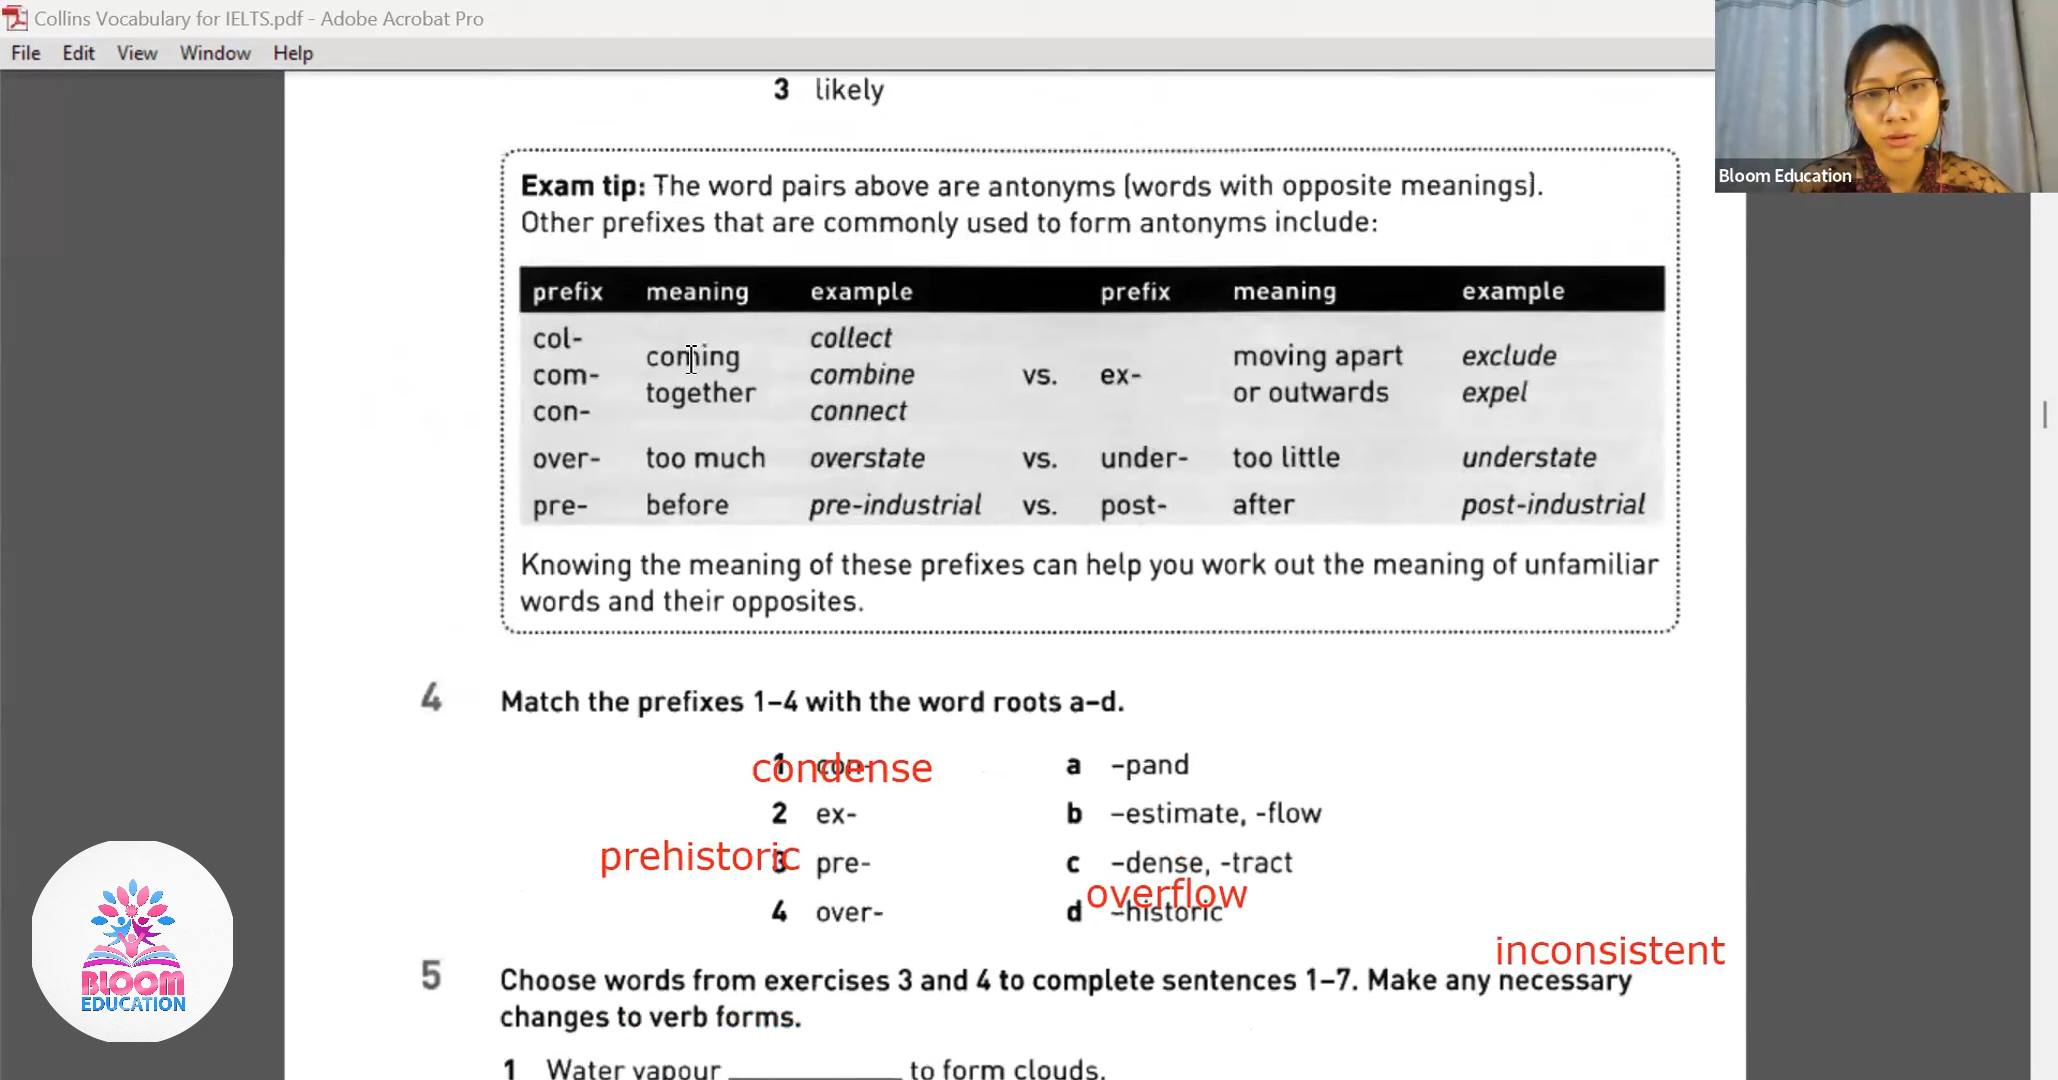 Collins Vocabulary for IELTS.pdf - Adobe Acrobat Pro
File Edit View Window Help
Bloom Education
3 likely
Exam tip: The word pairs above are antonyms (words with opposite meanings).
Other prefixes that are commonly used to form antonyms include:
prefix meaning example prefix meaning example
col- collect
coming moving apart exclude
com- combine vs. ex-
together or outwards expel
con- connect
over- too much overstate vs. under- too little understate
pre- before pre-industrial vs. post- after post-industrial
Knowing the meaning of these prefixes can help you work out the meaning of unfamiliar
words and their opposites.
4 Match the prefixes 1–4 with the word roots a–d.
1 con- a –pand
condense
2 ex- b –estimate, -flow
prehistoric
3 pre- c –dense, -tract
overflow
4 over- d –historic
inconsistent
5 Choose words from exercises 3 and 4 to complete sentences 1–7. Make any necessary
changes to verb forms.
1 Water vapour __________ to form clouds.
BLOOM
EDUCATION